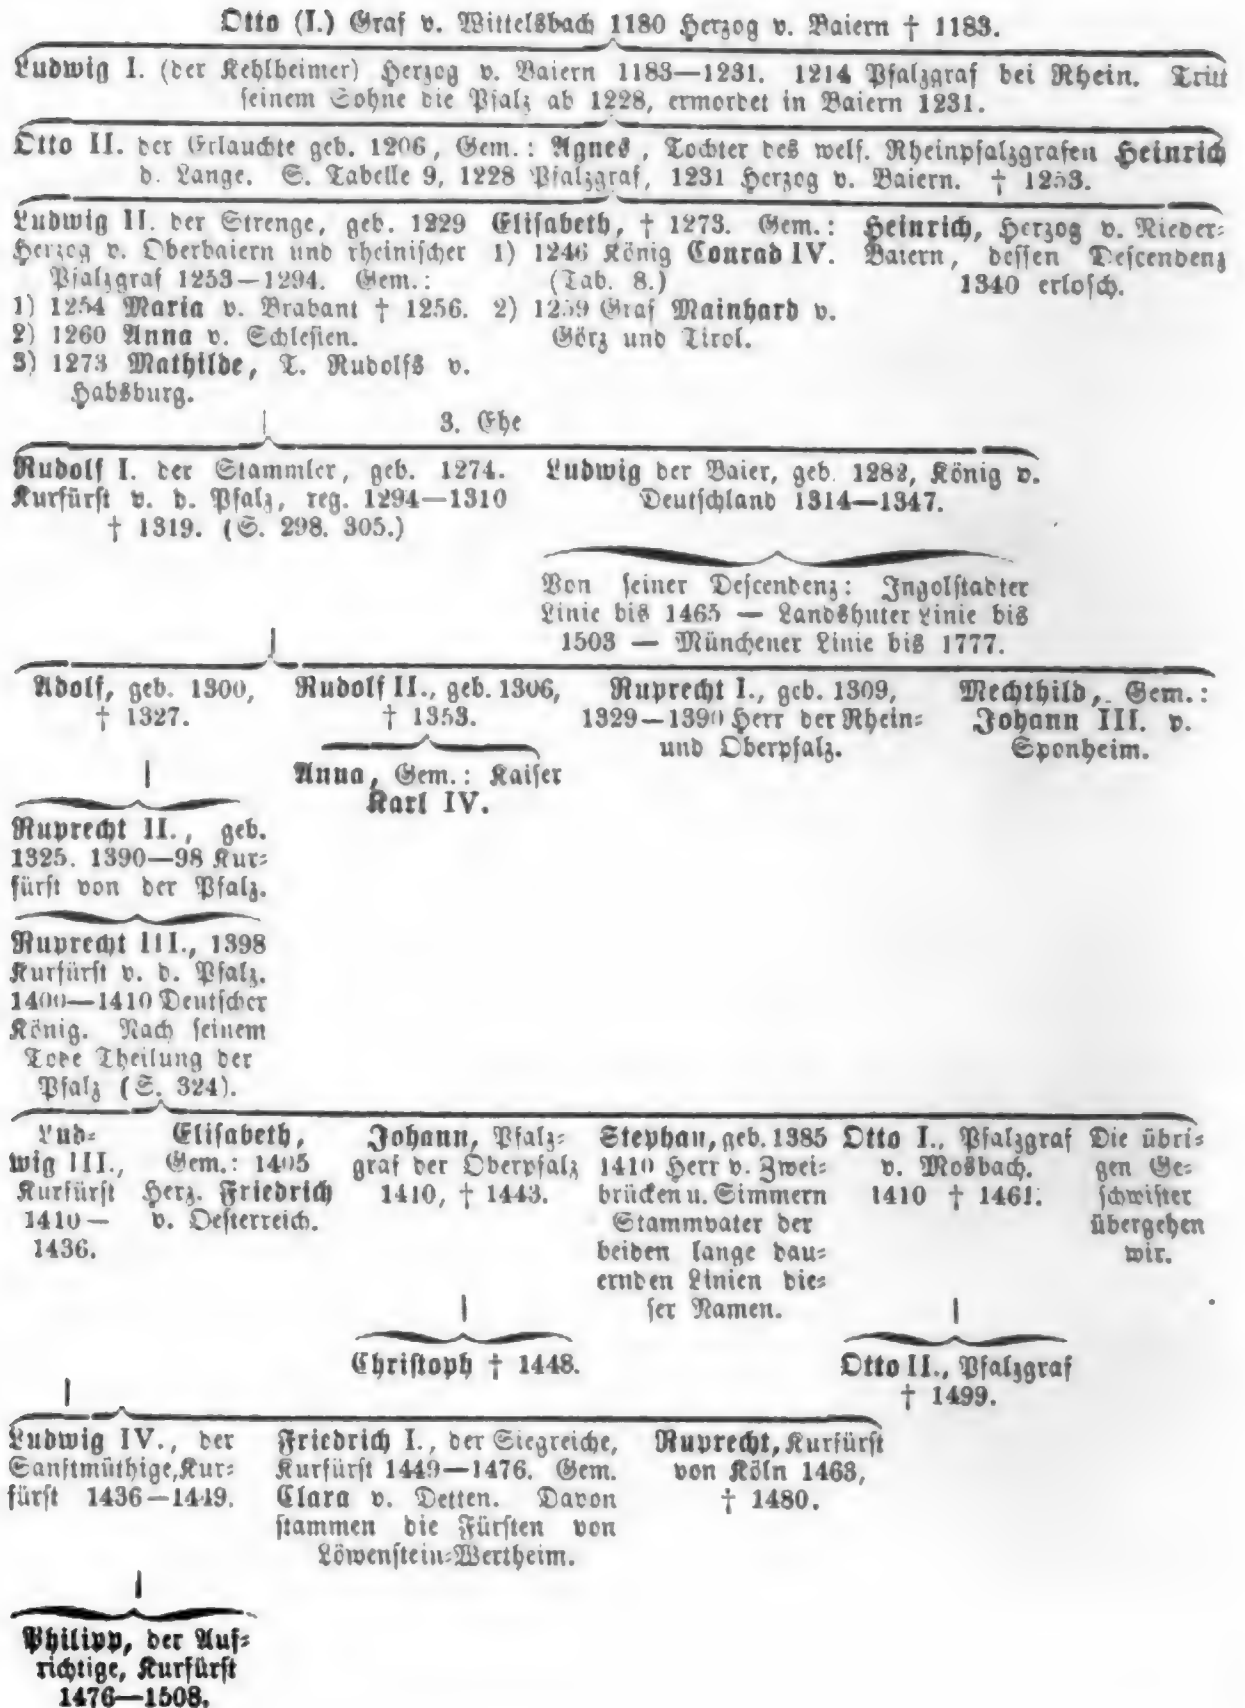 Otto (I.) Graf v. Wittelsbach 1180 Herzog v. Baiern † 1183.
Ludwig I. (der Kehlheimer) Herzog v. Baiern 1183—1231. 1214 Pfalzgraf bei Rhein. Tritt
seinem Sohne die Pfalz ab 1228, ermordet in Baiern 1231.
Otto II. der Erlauchte geb. 1206, Gem.: Agnes, Tochter des welf. Rheinpfalzgrafen Heinrich
d. Lange. S. Tabelle 9, 1228 Pfalzgraf, 1231 Herzog v. Baiern. † 1253.
Ludwig II. der Strenge, geb. 1229
Herzog v. Oberbaiern und rheinischer
Pfalzgraf 1253—1294. Gem.:
1) 1254 Maria v. Brabant † 1256.
2) 1260 Anna v. Schlesien.
3) 1273 Mathilde, T. Rudolfs v.
Habsburg.
Elisabeth, † 1273. Gem.:
1) 1246 König Conrad IV.
(Tab. 8.)
2) 1259 Graf Mainhard v.
Görz und Tirol.
Heinrich, Herzog v. Nieder-
Baiern, dessen Descendenz
1340 erlosch.
3. Ehe
Rudolf I. der Stammler, geb. 1274.
Kurfürst v. d. Pfalz, reg. 1294—1310
† 1319. (S. 298. 305.)
Ludwig der Baier, geb. 1282, König v.
Deutschland 1314—1347.
Von seiner Descendenz: Ingolstadter
Linie bis 1465 — Landshuter Linie bis
1503 — Münchener Linie bis 1777.
Adolf, geb. 1300,
† 1327.
Rudolf II., geb. 1306,
† 1353.
Ruprecht I., geb. 1309,
1329—1390 Herr der Rhein-
und Oberpfalz.
Mechthild, Gem.:
Johann III. v.
Sponheim.
Anna, Gem.: Kaiser
Karl IV.
Ruprecht II., geb.
1325. 1390—98 Kur-
fürst von der Pfalz.
Ruprecht III., 1398
Kurfürst v. d. Pfalz.
1400—1410 Deutscher
König. Nach seinem
Tode Theilung der
Pfalz (S. 324).
Lud-
wig III.,
Kurfürst
1410—
1436.
Elisabeth,
Gem.: 1405
Herz. Friedrich
v. Oesterreich.
Johann, Pfalz-
graf der Oberpfalz
1410, † 1443.
Stephan, geb. 1385
1410 Herr v. Zwei-
brücken u. Simmern
Stammvater der
beiden lange dau-
ernden Linien die-
ser Namen.
Otto I., Pfalzgraf
v. Mosbach.
1410 † 1461.
Die übri-
gen Ge-
schwister
übergehen
wir.
Christoph † 1448.
Otto II., Pfalzgraf
† 1499.
Ludwig IV., der
Sanftmüthige, Kur-
fürst 1436—1449.
Friedrich I., der Siegreiche,
Kurfürst 1449—1476. Gem.
Clara v. Detten. Davon
stammen die Fürsten von
Löwenstein-Wertheim.
Ruprecht, Kurfürst
von Köln 1463,
† 1480.
Philipp, der Auf-
richtige, Kurfürst
1476—1508.